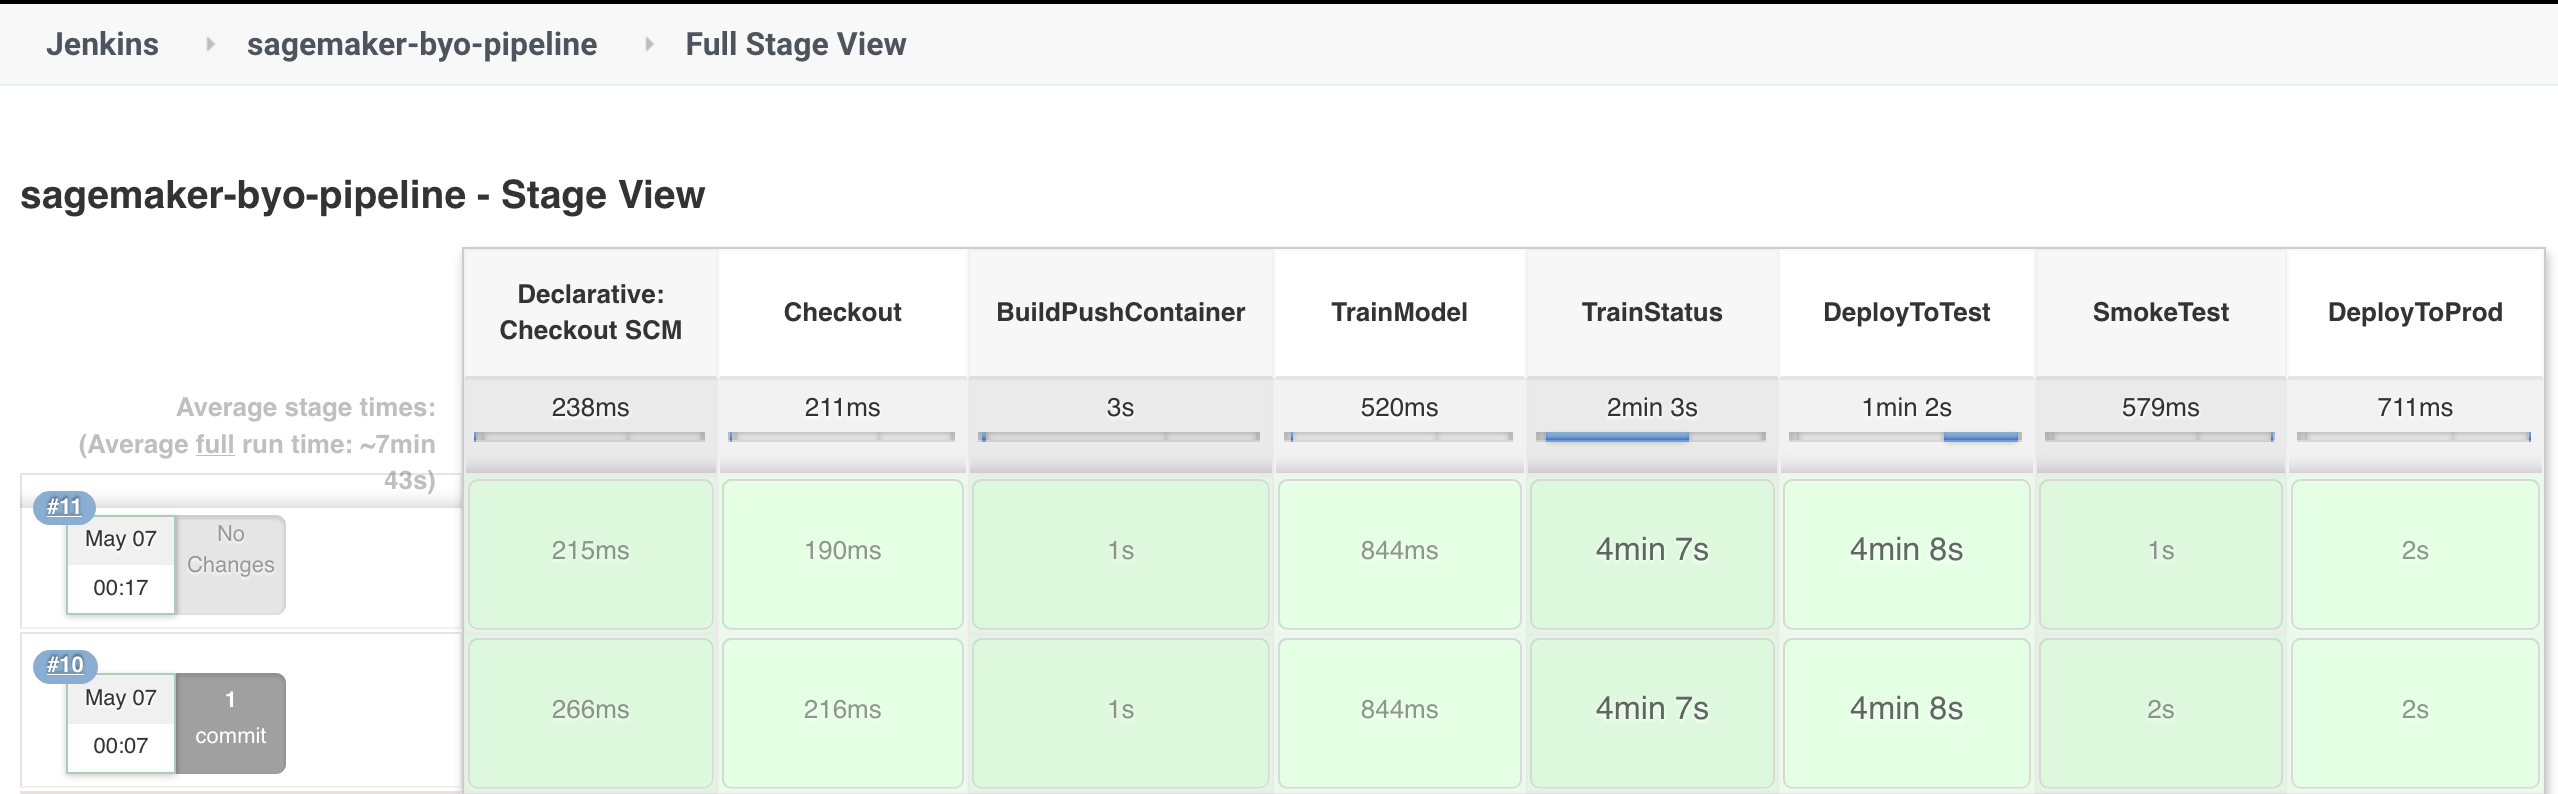 Jenkins sagemaker-byo-pipeline Full Stage View
sagemaker-byo-pipeline - Stage View
Declarative:
Checkout SCM
Checkout
BuildPushContainer
TrainModel
TrainStatus
DeployToTest
SmokeTest
DeployToProd
Average stage times:
(Average full run time: ~7min
43s)
238ms 211ms 3s 520ms 2min 3s 1min 2s 579ms 711ms
#11
May 07
00:17
No
Changes
215ms 190ms 1s 844ms 4min 7s 4min 8s 1s 2s
#10
May 07
00:07
1
commit
266ms 216ms 1s 844ms 4min 7s 4min 8s 2s 2s